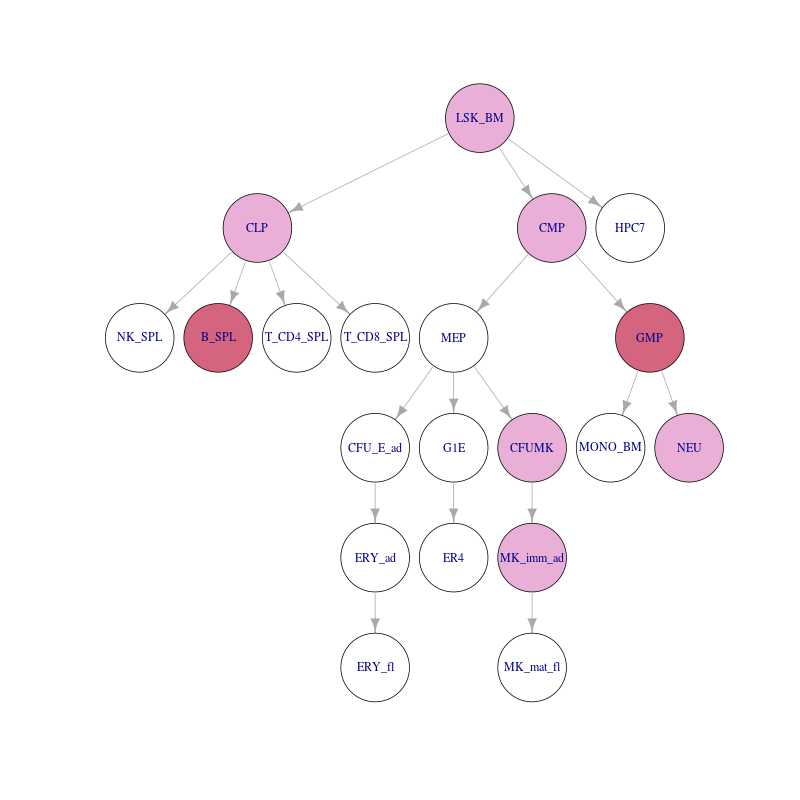 LSK_BM
CLP
CMP
HPC7
NK_SPL
B_SPL
T_CD4_SPL
T_CD8_SPL
MEP
GMP
CFU_E_ad
G1E
CFUMK
MONO_BM
NEU
ERY_ad
ER4
MK_imm_ad
ERY_fl
MK_mat_fl